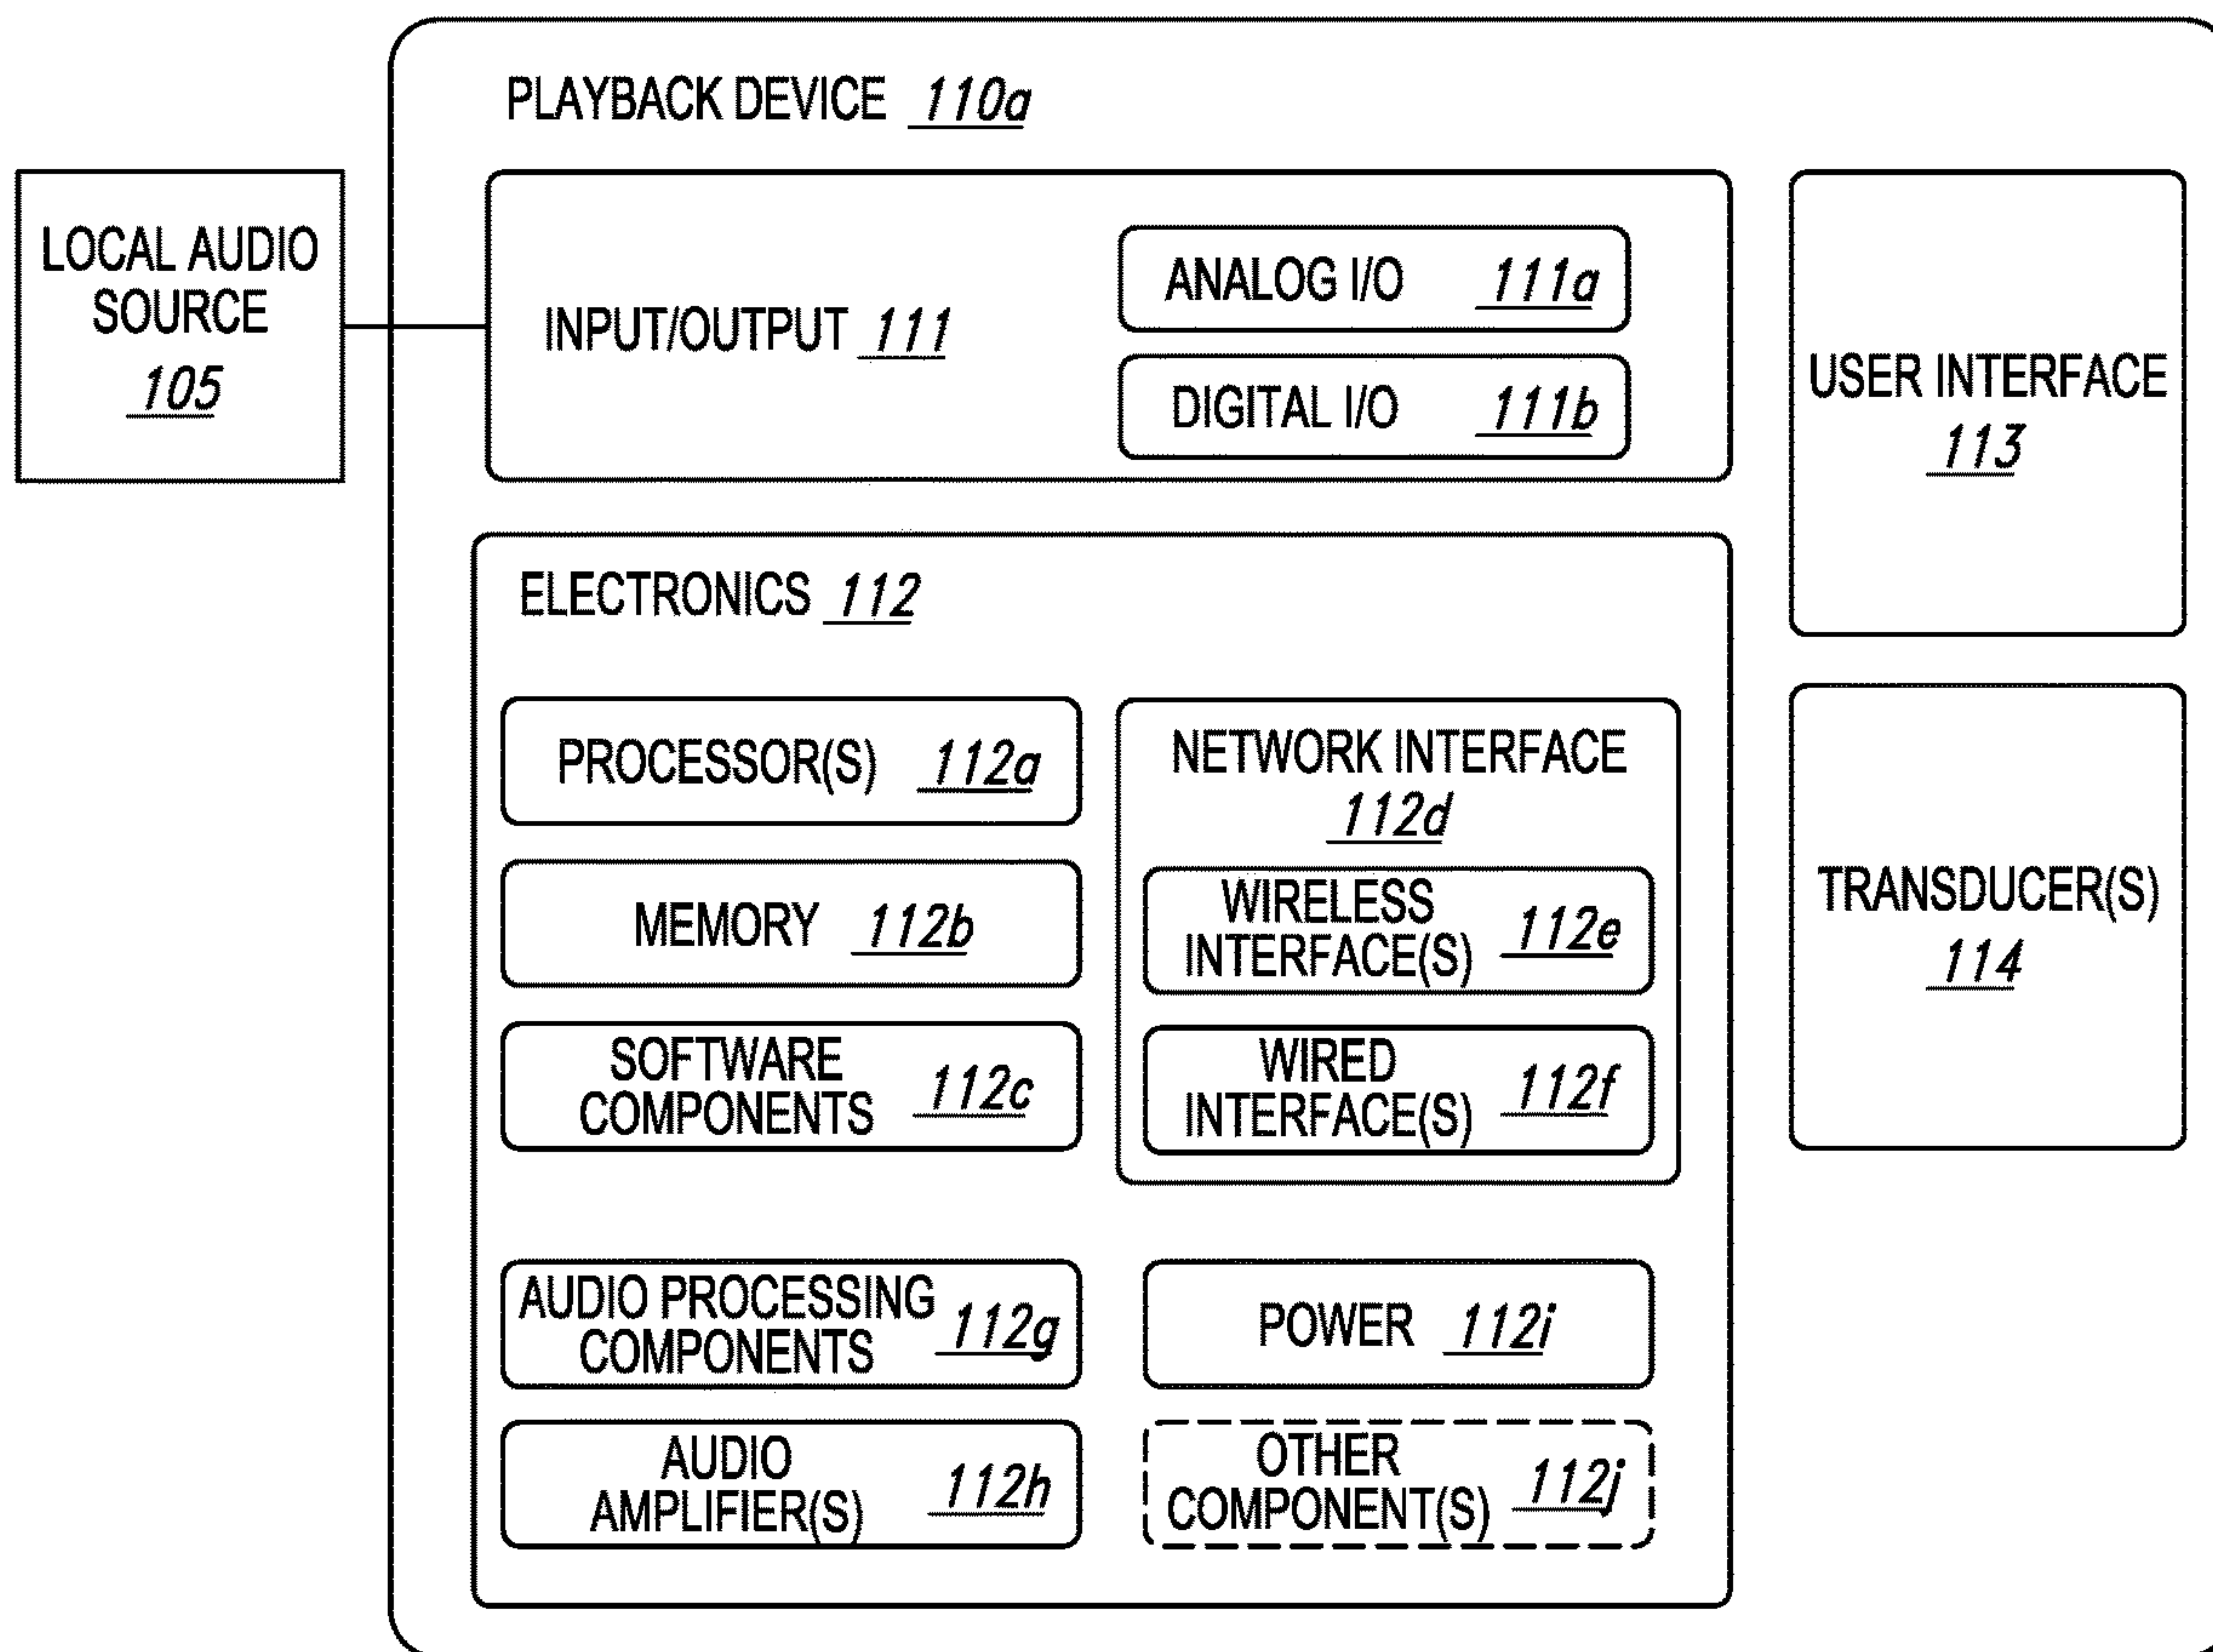 PLAYBACK DEVICE 110a
LOCAL AUDIO
SOURCE
105
INPUT/OUTPUT 111
ANALOG I/O 111a
DIGITAL I/O 111b
USER INTERFACE
113
ELECTRONICS 112
PROCESSOR(S) 112a
MEMORY 112b
SOFTWARE
COMPONENTS 112c
NETWORK INTERFACE
112d
WIRELESS
INTERFACE(S) 112e
WIRED
INTERFACE(S) 112f
TRANSDUCER(S)
114
AUDIO PROCESSING
COMPONENTS 112g
POWER 112i
AUDIO
AMPLIFIER(S) 112h
OTHER
COMPONENT(S) 112j